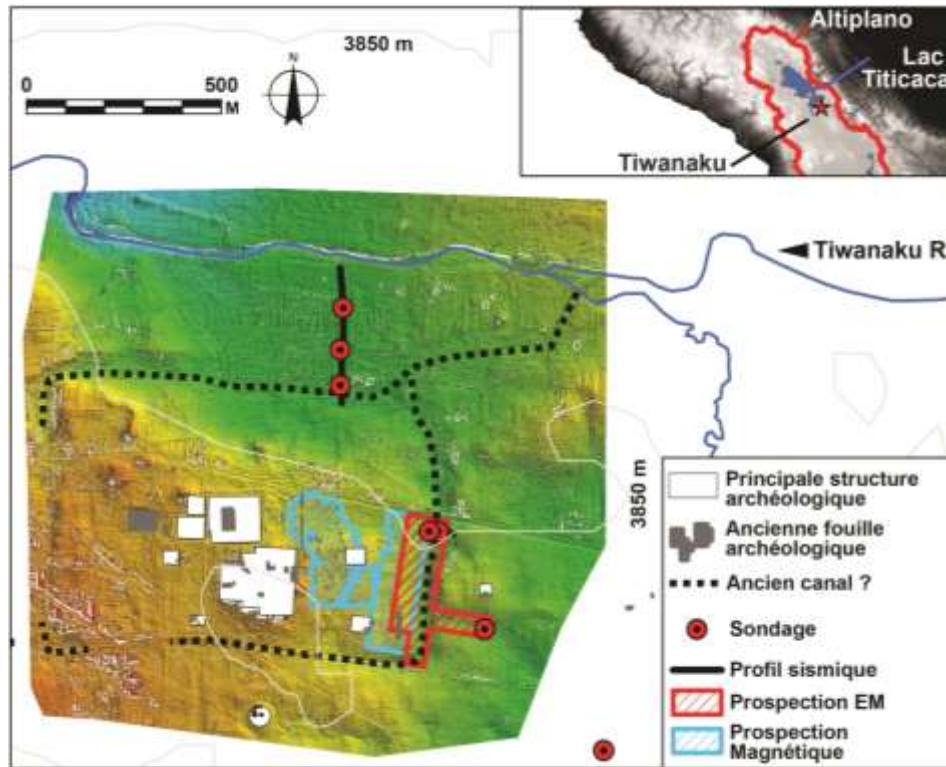 3850 m
0 500
M
N
Altiplano
Lac
Titicaca
Tiwanaku
Tiwanaku R
3850 m
Principale structure
archéologique
Ancienne fouille
archéologique
Ancien canal ?
Sondage
Profil sismique
Prospection EM
Prospection
Magnétique